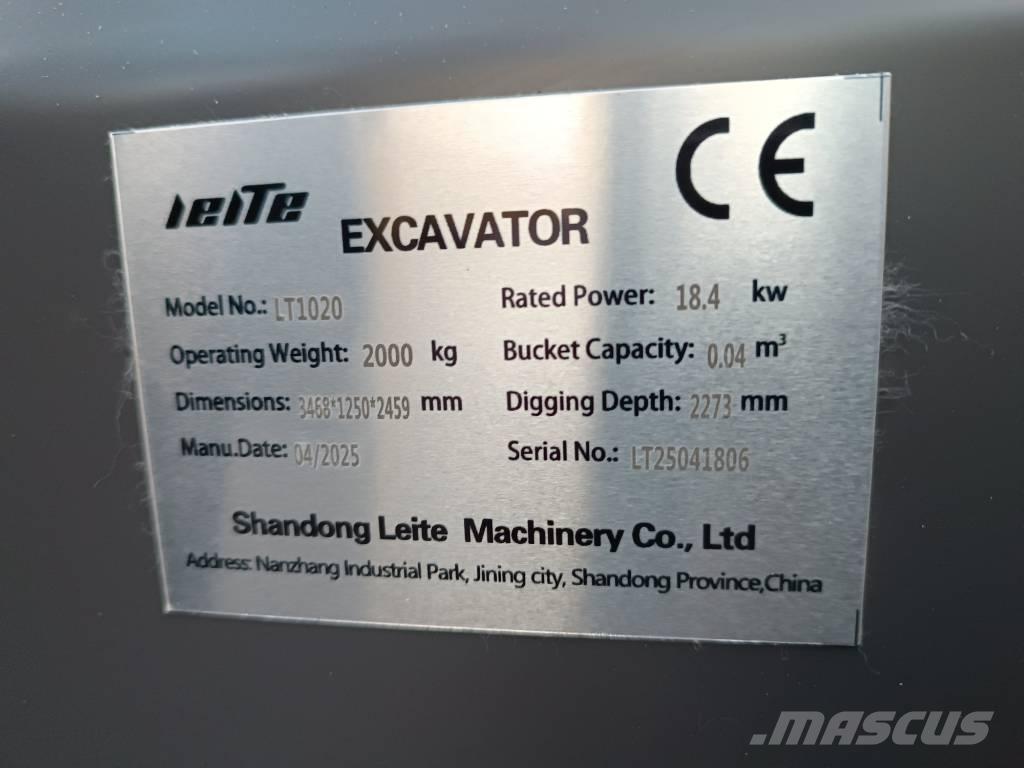 leITe
CE
EXCAVATOR
Model No.: LT1020
Rated Power: 18.4 kw
Operating Weight: 2000 kg
Bucket Capacity: 0.04 m³
Dimensions: 3468*1250*2459 mm
Digging Depth: 2273 mm
Manu.Date: 04/2025
Serial No.: LT25041806
Shandong Leite Machinery Co., Ltd
Address: Nanzhang Industrial Park, Jining city, Shandong Province,China
MASCUS